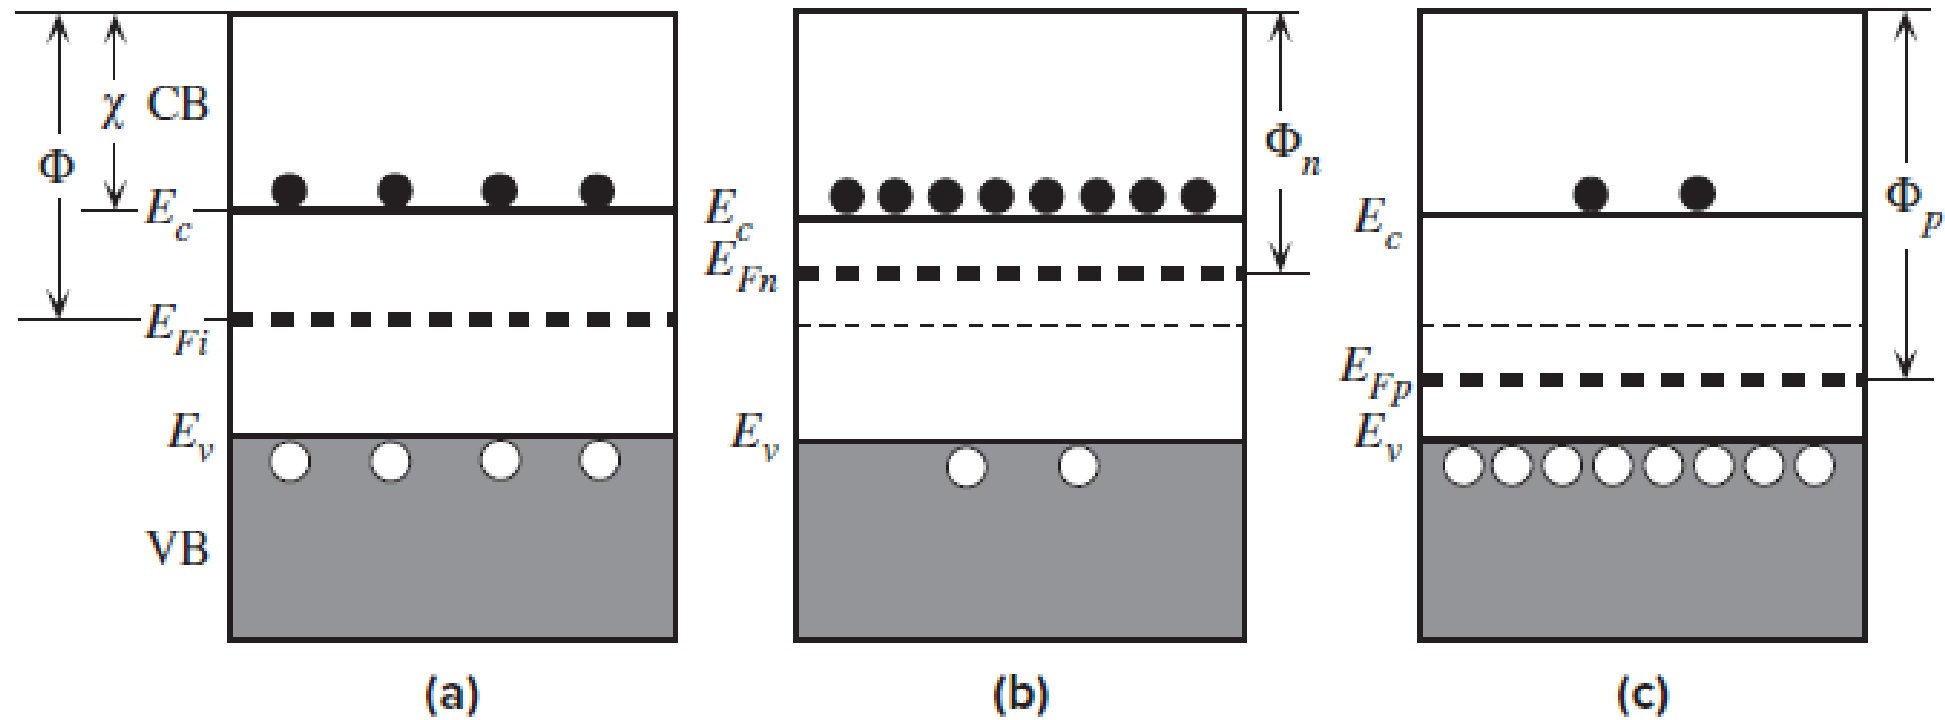 Φ
χ
CB
E_c
E_Fi
E_v
VB
(a)
E_c
E_Fn
E_v
Φ_n
(b)
E_c
E_Fp
E_v
Φ_p
(c)